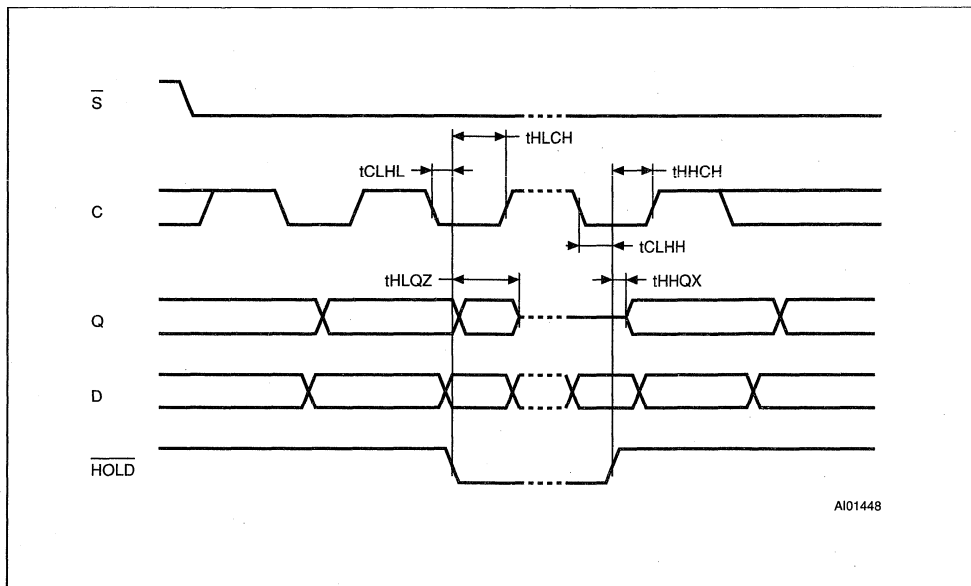 S
tHLCH
tCLHL
tHHCH
C
tCLHH
tHLQZ
tHHQX
Q
D
HOLD
AI01448